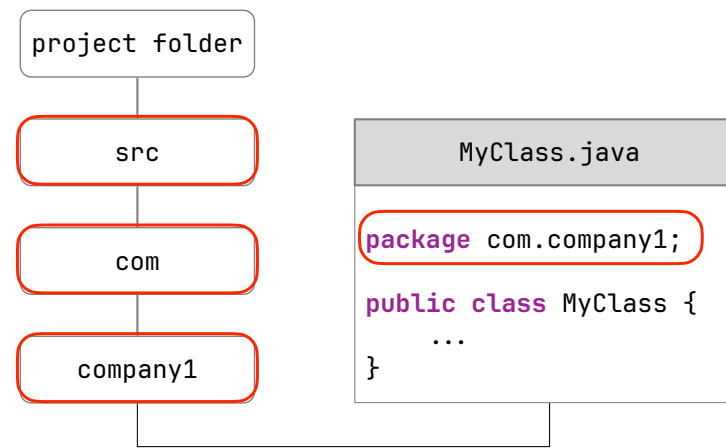 project folder
src
com
company1
MyClass.java
package com.company1;
public class MyClass {
...
}